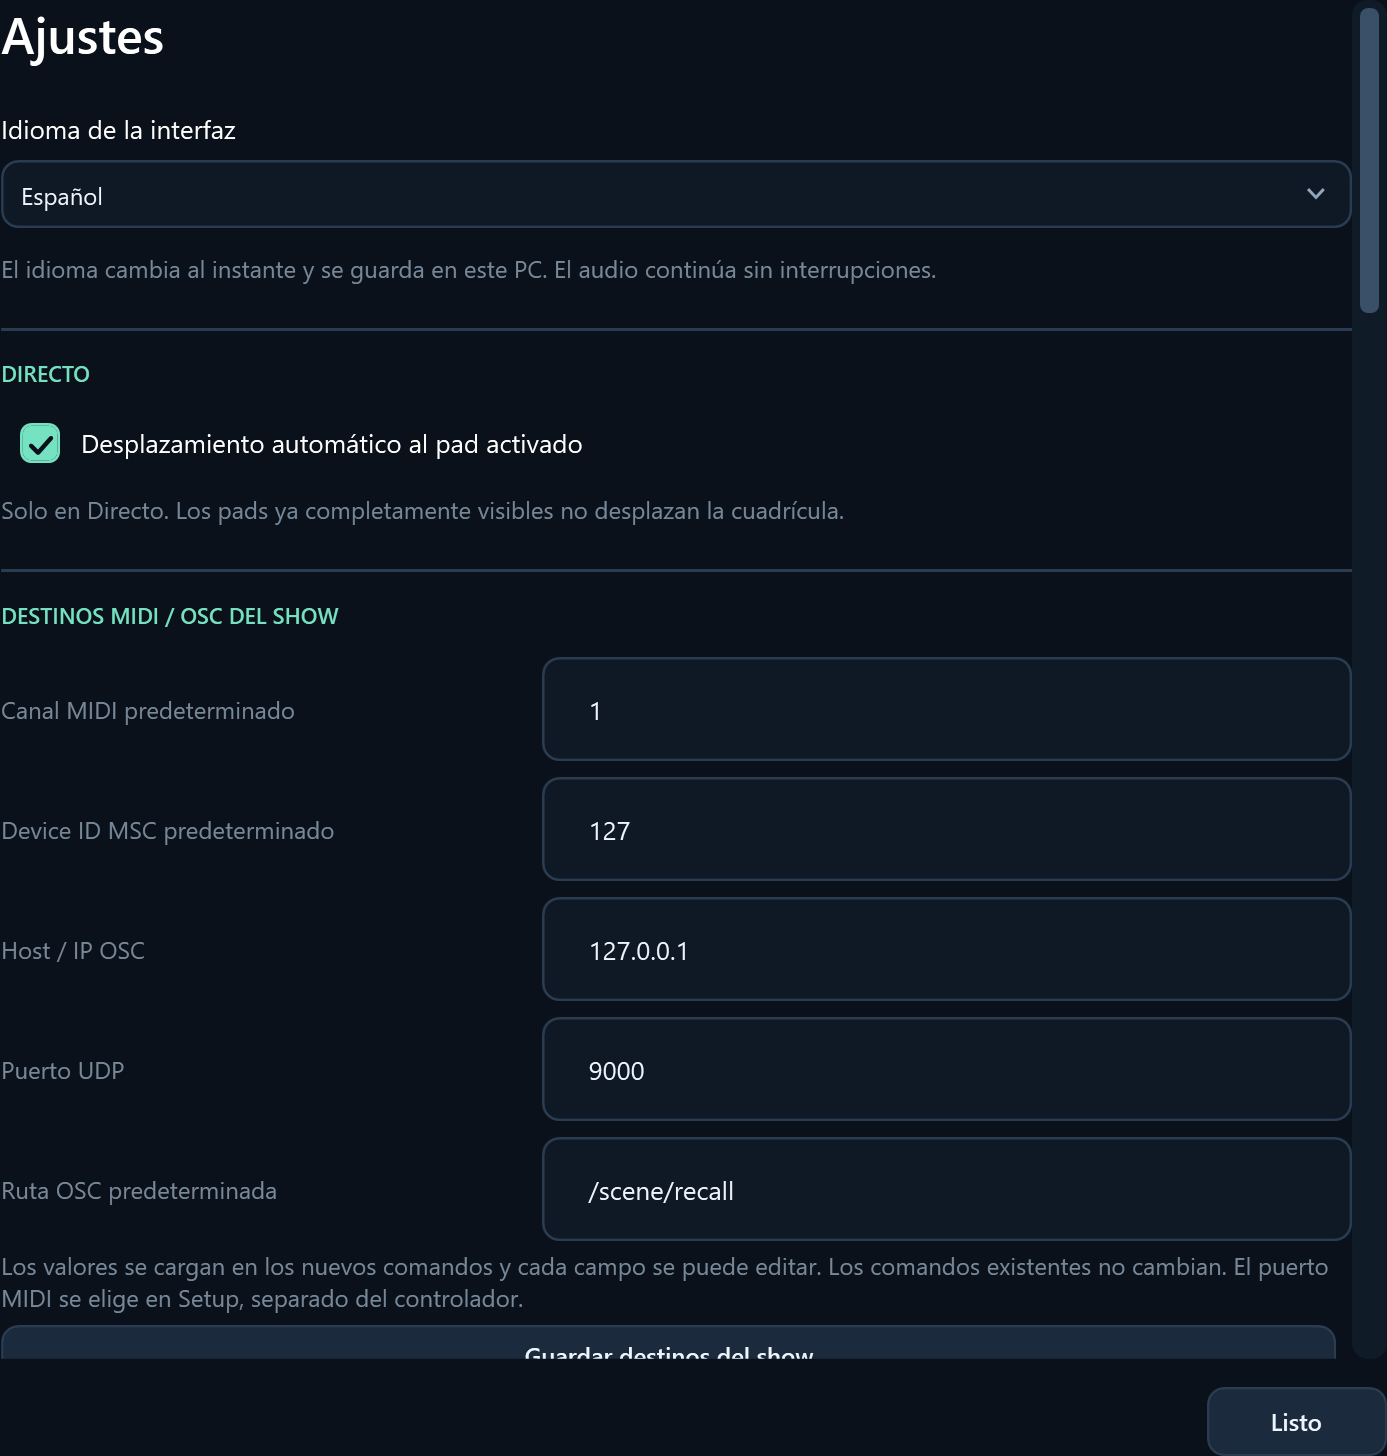 Ajustes
Idioma de la interfaz
Español
El idioma cambia al instante y se guarda en este PC. El audio continúa sin interrupciones.
DIRECTO
Desplazamiento automático al pad activado
Solo en Directo. Los pads ya completamente visibles no desplazan la cuadrícula.
DESTINOS MIDI / OSC DEL SHOW
Canal MIDI predeterminado
1
Device ID MSC predeterminado
127
Host / IP OSC
127.0.0.1
Puerto UDP
9000
Ruta OSC predeterminada
/scene/recall
Los valores se cargan en los nuevos comandos y cada campo se puede editar. Los comandos existentes no cambian. El puerto
MIDI se elige en Setup, separado del controlador.
Guardar destinos del show
Listo